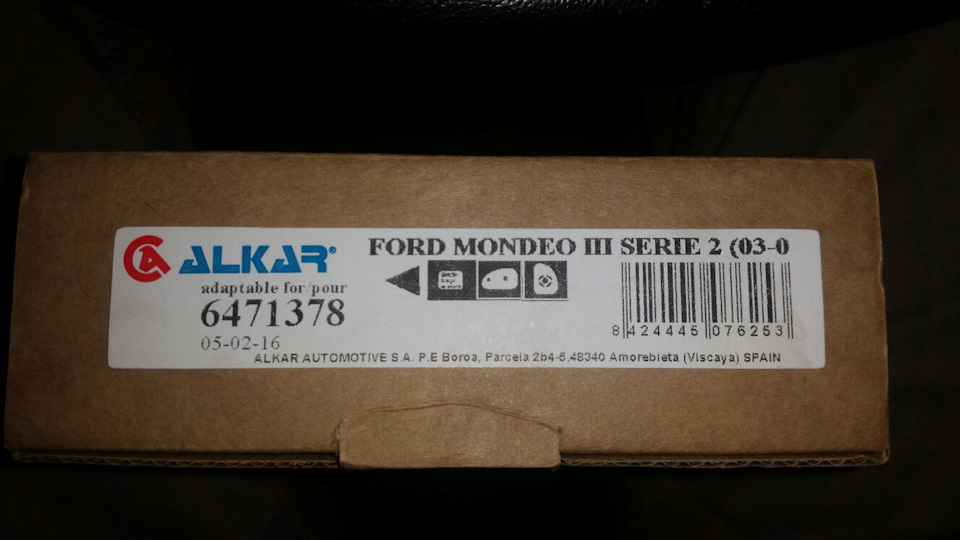 ALKAR®
FORD MONDEO III SERIE 2 (03-0
adaptable for/pour
6471378
05-02-16
8 424445 076253
ALKAR AUTOMOTIVE S.A. P.E Boroa, Parcela 2b4-5,48340 Amorebieta (Viscaya) SPAIN